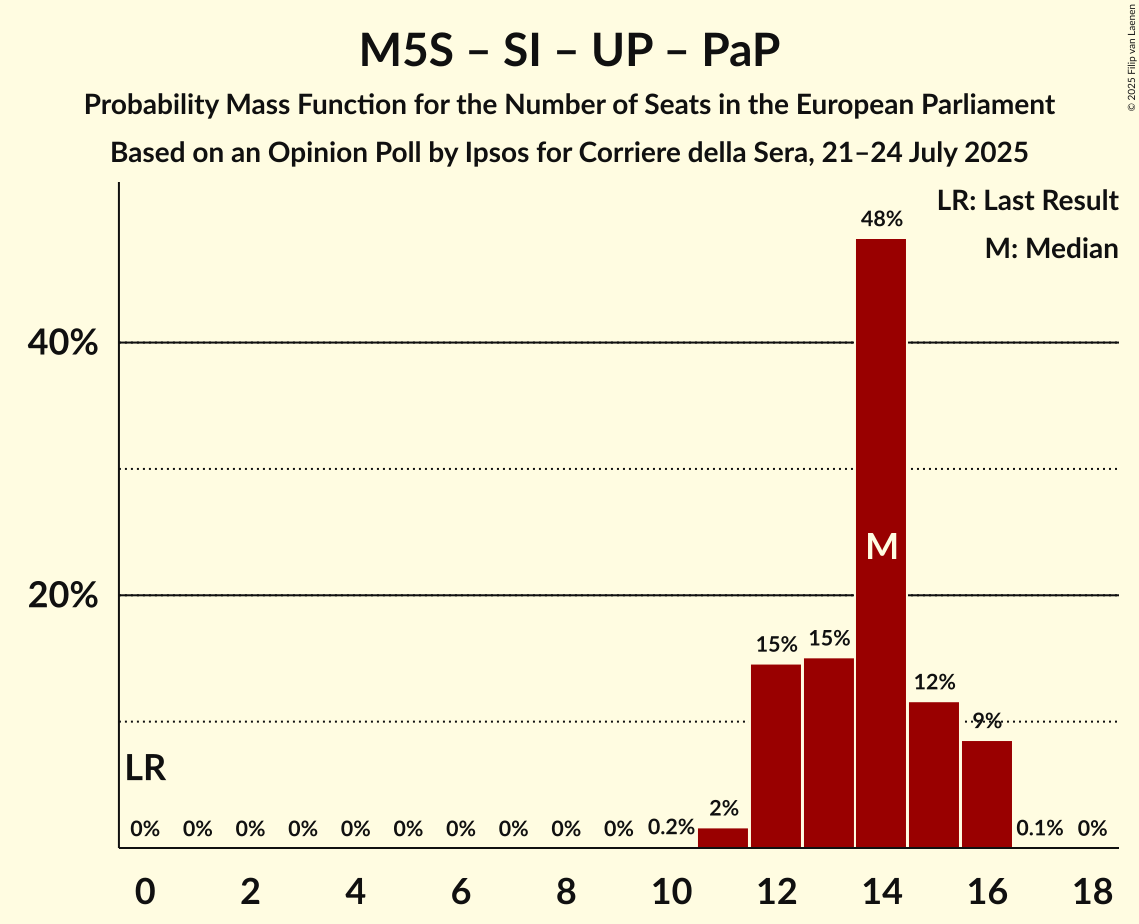 M5S – SI – UP – PaP
Probability Mass Function for the Number of Seats in the European Parliament
Based on an Opinion Poll by Ipsos for Corriere della Sera, 21–24 July 2025
© 2025 Filip van Laenen
LR: Last Result
M: Median
48%
40%
M
20%
15%
15%
12%
9%
LR
2%
0% 0% 0% 0% 0% 0% 0% 0% 0% 0% 0.2% 0.1% 0%
0 2 4 6 8 10 12 14 16 18